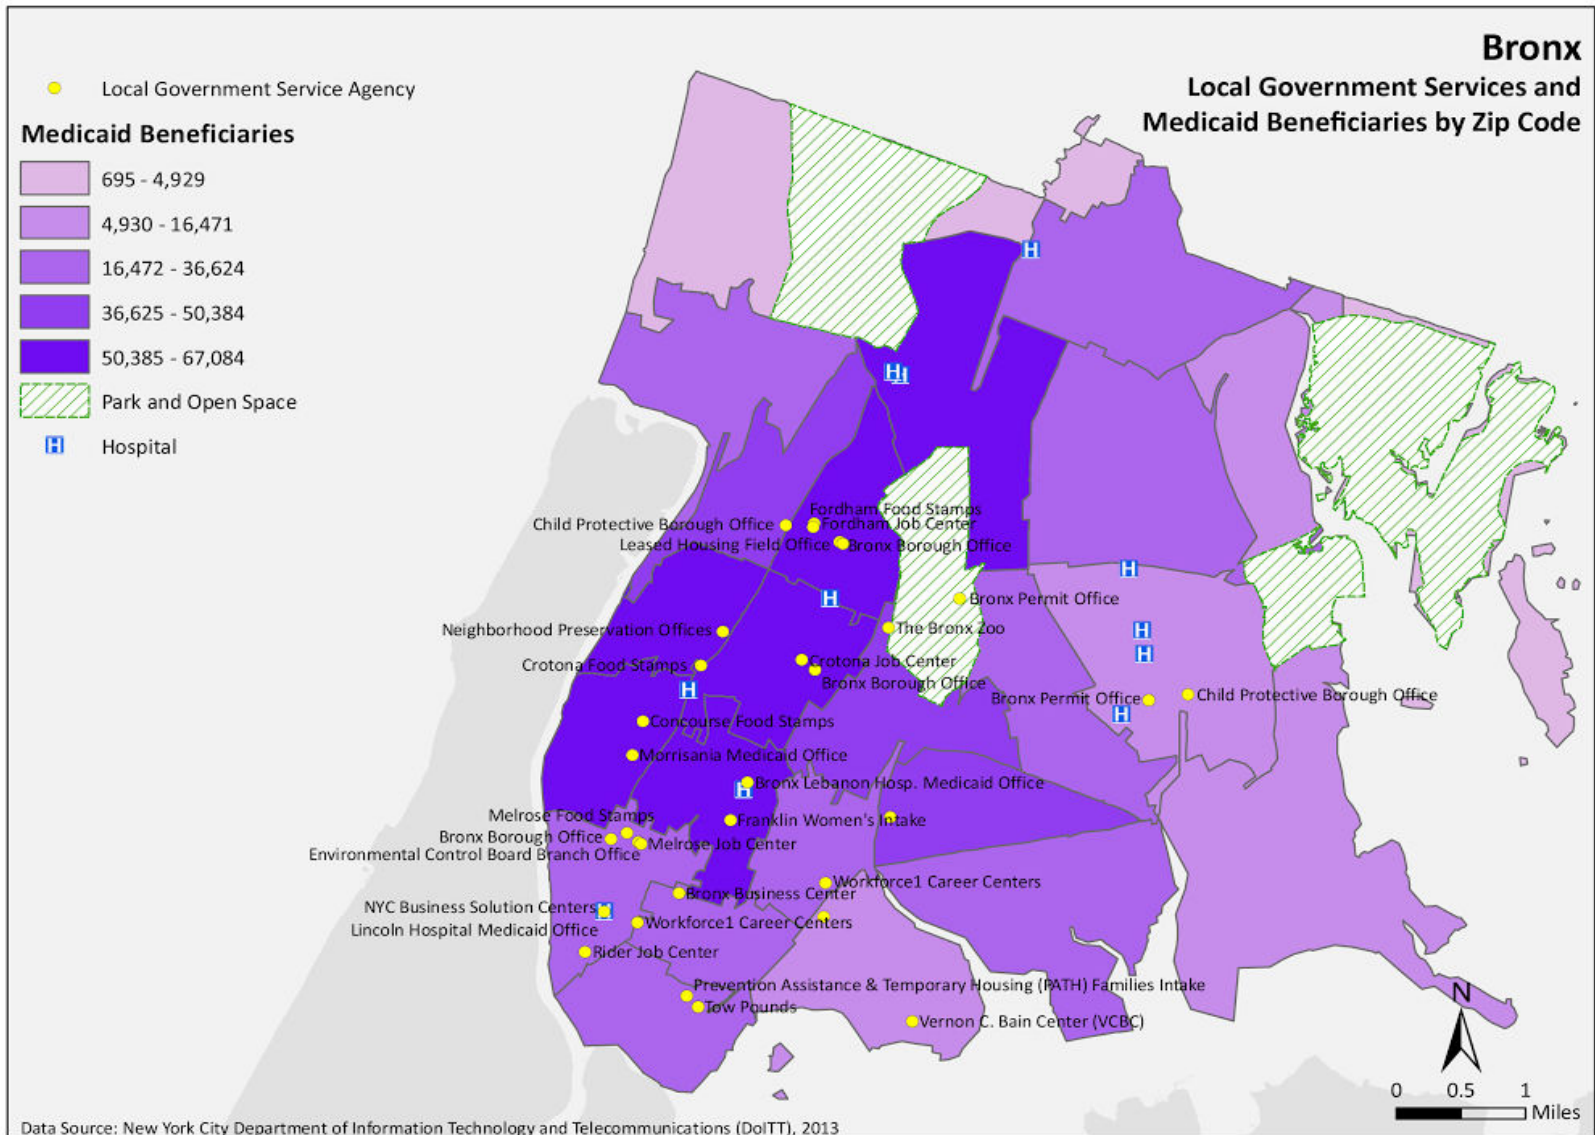 Bronx
Local Government Services and
Medicaid Beneficiaries by Zip Code
Local Government Service Agency
Medicaid Beneficiaries
695 - 4,929
4,930 - 16,471
16,472 - 36,624
36,625 - 50,384
50,385 - 67,084
Park and Open Space
H Hospital
H
H
H
Fordham Food Stamps
Child Protective Borough Office
Fordham Job Center
Leased Housing Field Office
Bronx Borough Office
H
H
Bronx Permit Office
Neighborhood Preservation Offices
The Bronx Zoo
H
H
Crotona Food Stamps
Crotona Job Center
Bronx Borough Office
H
Bronx Permit Office
Child Protective Borough Office
H
Concourse Food Stamps
Morrisania Medicaid Office
Bronx Lebanon Hosp. Medicaid Office
H
Melrose Food Stamps
Franklin Women's Intake
Bronx Borough Office
Melrose Job Center
Environmental Control Board Branch Office
Workforce1 Career Centers
Bronx Business Center
NYC Business Solution Centers
H
Workforce1 Career Centers
Lincoln Hospital Medicaid Office
Rider Job Center
Prevention Assistance & Temporary Housing (PATH) Families Intake
Tow Pounds
Vernon C. Bain Center (VCBC)
N
0 0.5 1
Miles
Data Source: New York City Department of Information Technology and Telecommunications (DoITT), 2013